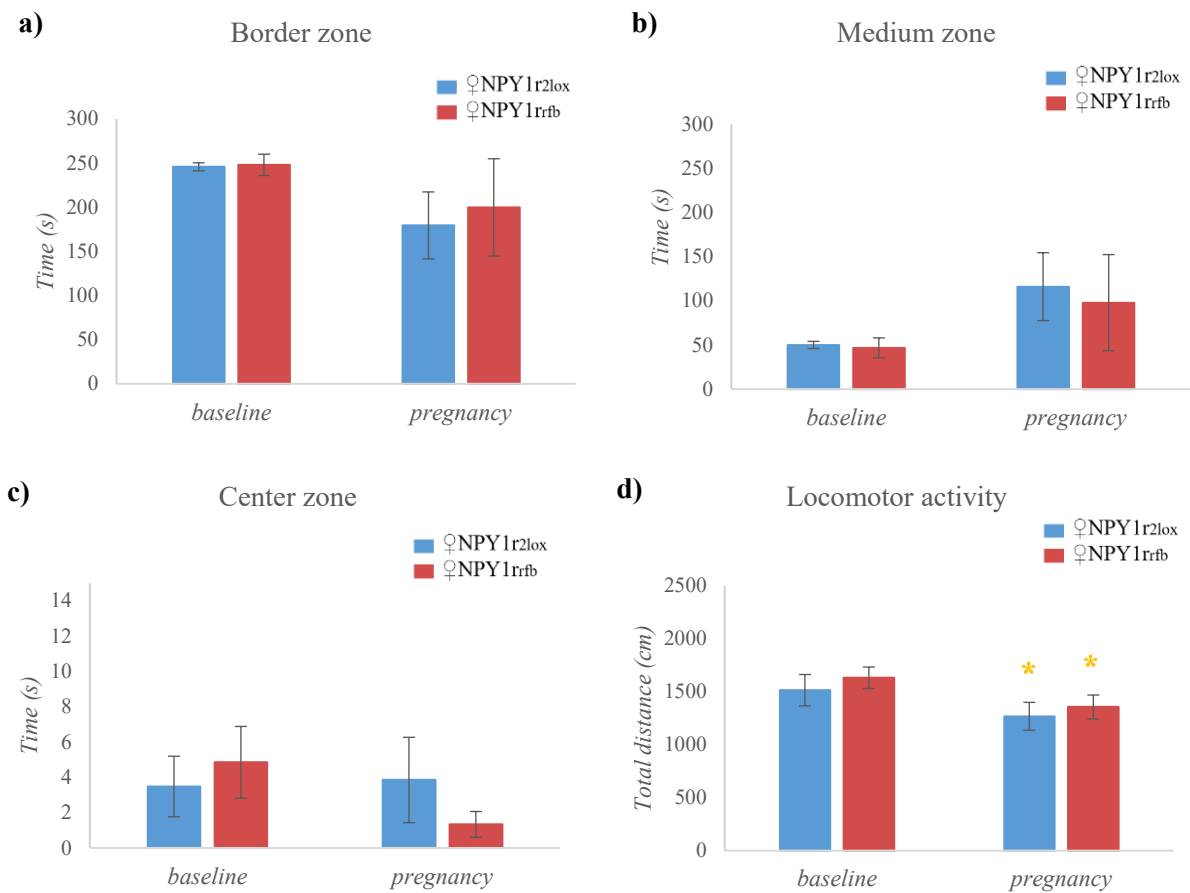 a)
Border zone
♀NPY1r2lox
♀NPY1rrfb
300
250
200
150
100
50
0
Time (s)
baseline
pregnancy
b)
Medium zone
♀NPY1r2lox
♀NPY1rrfb
300
250
200
150
100
50
0
Time (s)
baseline
pregnancy
c)
Center zone
♀NPY1r2lox
♀NPY1rrfb
14
12
10
8
6
4
2
0
Time (s)
baseline
pregnancy
d)
Locomotor activity
♀NPY1r2lox
♀NPY1rrfb
2500
2000
1500
1000
500
0
Total distance (cm)
* *
baseline
pregnancy